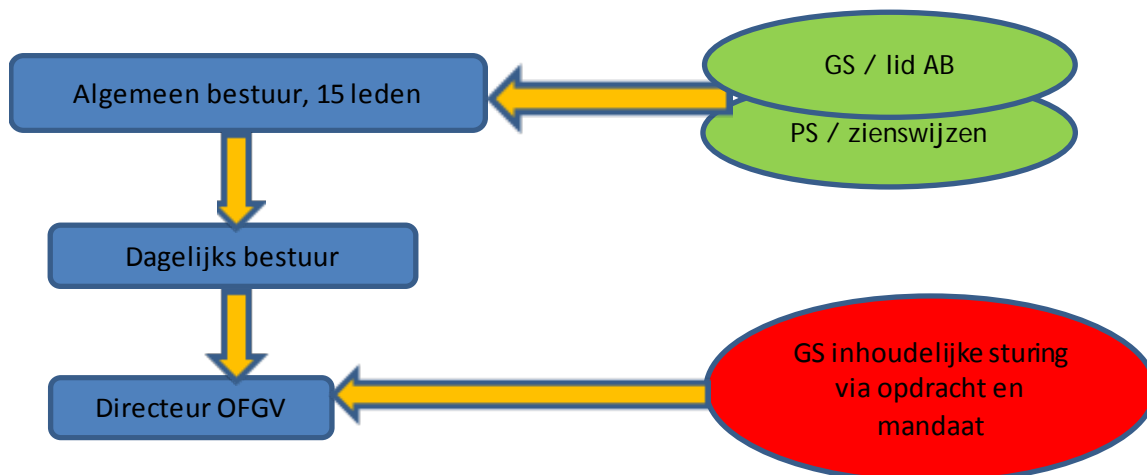 GS / lid AB
Algemeen bestuur, 15 leden
PS / zienswijzen
Dagelijks bestuur
GS inhoudelijke sturing
via opdracht en
mandaat
Directeur OFGV